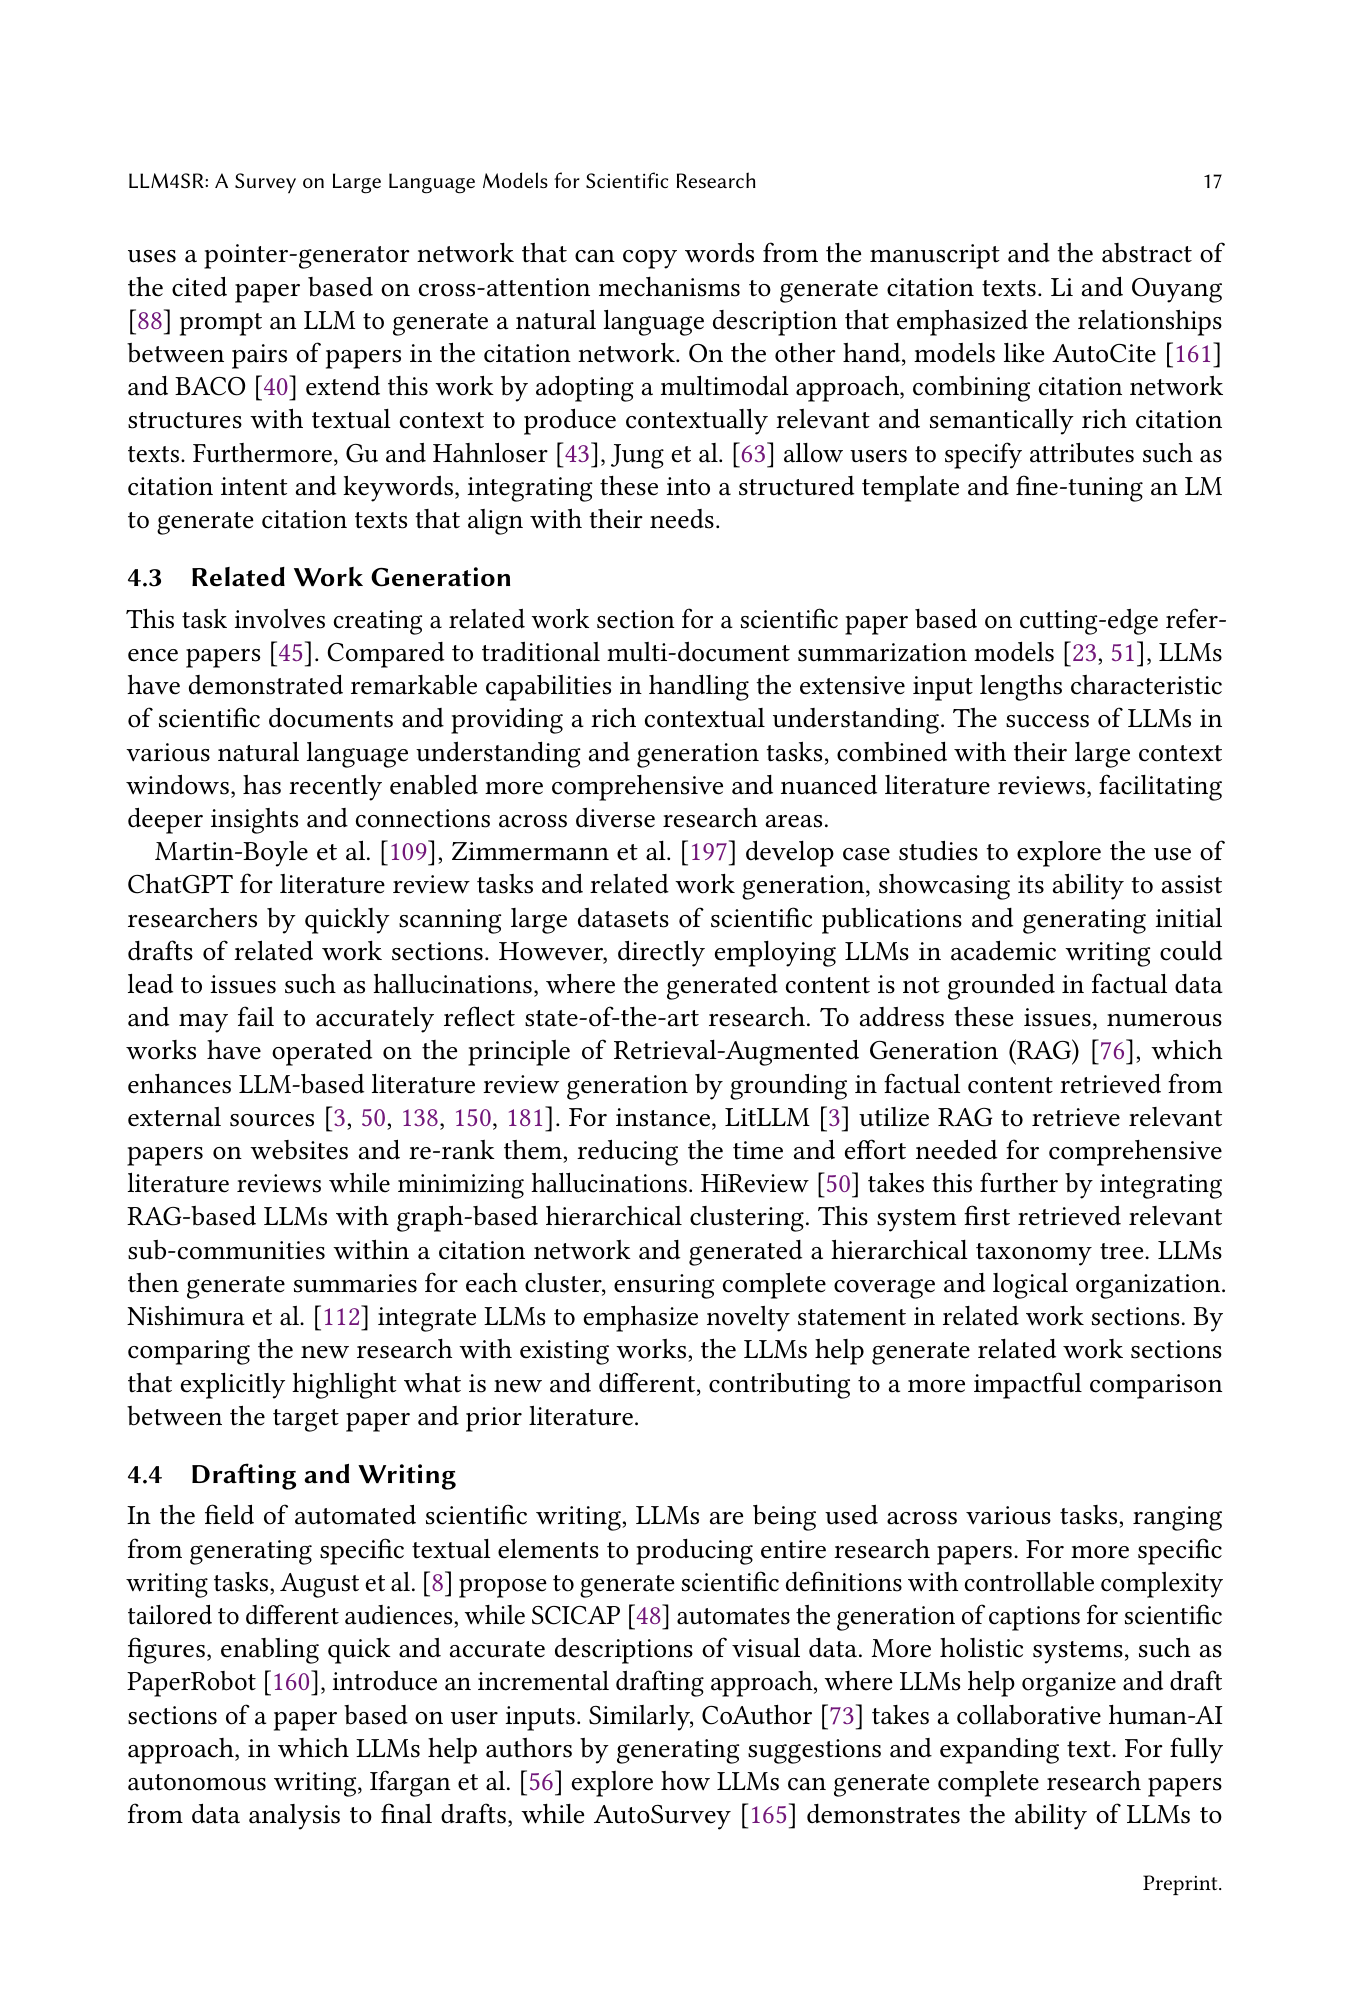 LLM4SR: A Survey on Large Language Models for Scientific Research 17
uses a pointer-generator network that can copy words from the manuscript and the abstract of
the cited paper based on cross-attention mechanisms to generate citation texts. Li and Ouyang
[88] prompt an LLM to generate a natural language description that emphasized the relationships
between pairs of papers in the citation network. On the other hand, models like AutoCite [161]
and BACO [40] extend this work by adopting a multimodal approach, combining citation network
structures with textual context to produce contextually relevant and semantically rich citation
texts. Furthermore, Gu and Hahnloser [43], Jung et al. [63] allow users to specify attributes such as
citation intent and keywords, integrating these into a structured template and fine-tuning an LM
to generate citation texts that align with their needs.
4.3 Related Work Generation
This task involves creating a related work section for a scientific paper based on cutting-edge refer-
ence papers [45]. Compared to traditional multi-document summarization models [23, 51], LLMs
have demonstrated remarkable capabilities in handling the extensive input lengths characteristic
of scientific documents and providing a rich contextual understanding. The success of LLMs in
various natural language understanding and generation tasks, combined with their large context
windows, has recently enabled more comprehensive and nuanced literature reviews, facilitating
deeper insights and connections across diverse research areas.
Martin-Boyle et al. [109], Zimmermann et al. [197] develop case studies to explore the use of
ChatGPT for literature review tasks and related work generation, showcasing its ability to assist
researchers by quickly scanning large datasets of scientific publications and generating initial
drafts of related work sections. However, directly employing LLMs in academic writing could
lead to issues such as hallucinations, where the generated content is not grounded in factual data
and may fail to accurately reflect state-of-the-art research. To address these issues, numerous
works have operated on the principle of Retrieval-Augmented Generation (RAG) [76], which
enhances LLM-based literature review generation by grounding in factual content retrieved from
external sources [3, 50, 138, 150, 181]. For instance, LitLLM [3] utilize RAG to retrieve relevant
papers on websites and re-rank them, reducing the time and effort needed for comprehensive
literature reviews while minimizing hallucinations. HiReview [50] takes this further by integrating
RAG-based LLMs with graph-based hierarchical clustering. This system first retrieved relevant
sub-communities within a citation network and generated a hierarchical taxonomy tree. LLMs
then generate summaries for each cluster, ensuring complete coverage and logical organization.
Nishimura et al. [112] integrate LLMs to emphasize novelty statement in related work sections. By
comparing the new research with existing works, the LLMs help generate related work sections
that explicitly highlight what is new and different, contributing to a more impactful comparison
between the target paper and prior literature.
4.4 Drafting and Writing
In the field of automated scientific writing, LLMs are being used across various tasks, ranging
from generating specific textual elements to producing entire research papers. For more specific
writing tasks, August et al. [8] propose to generate scientific definitions with controllable complexity
tailored to different audiences, while SCICAP [48] automates the generation of captions for scientific
figures, enabling quick and accurate descriptions of visual data. More holistic systems, such as
PaperRobot [160], introduce an incremental drafting approach, where LLMs help organize and draft
sections of a paper based on user inputs. Similarly, CoAuthor [73] takes a collaborative human-AI
approach, in which LLMs help authors by generating suggestions and expanding text. For fully
autonomous writing, Ifargan et al. [56] explore how LLMs can generate complete research papers
from data analysis to final drafts, while AutoSurvey [165] demonstrates the ability of LLMs to
Preprint.